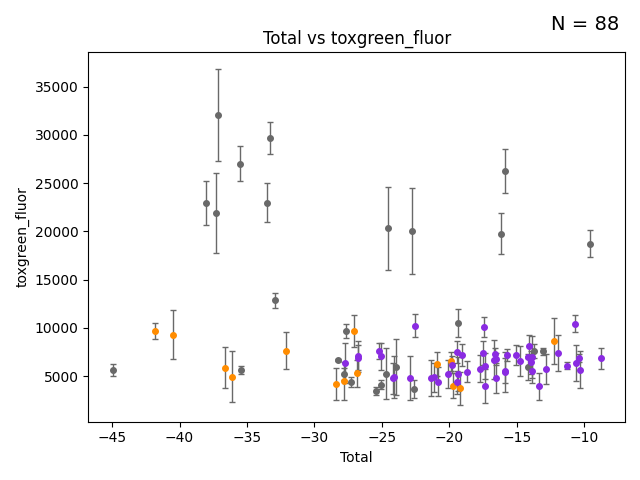 N = 88
Total vs toxgreen_fluor
35000
30000
25000
20000
15000
10000
5000
toxgreen_fluor
−45 −40 −35 −30 −25 −20 −15 −10
Total